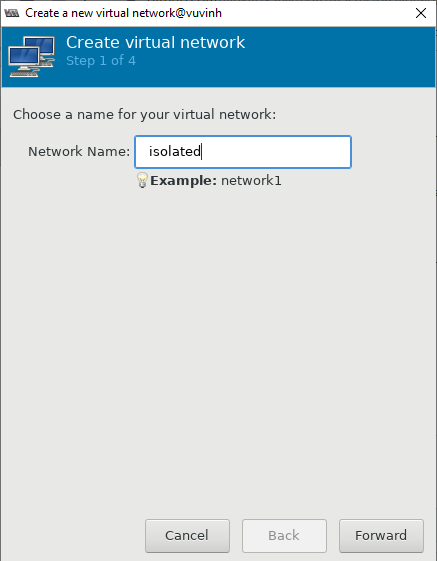 Create a new virtual network@vuvinh
Create virtual network
Step 1 of 4
Choose a name for your virtual network:
Network Name: isolated
Example: network1
Cancel Back Forward